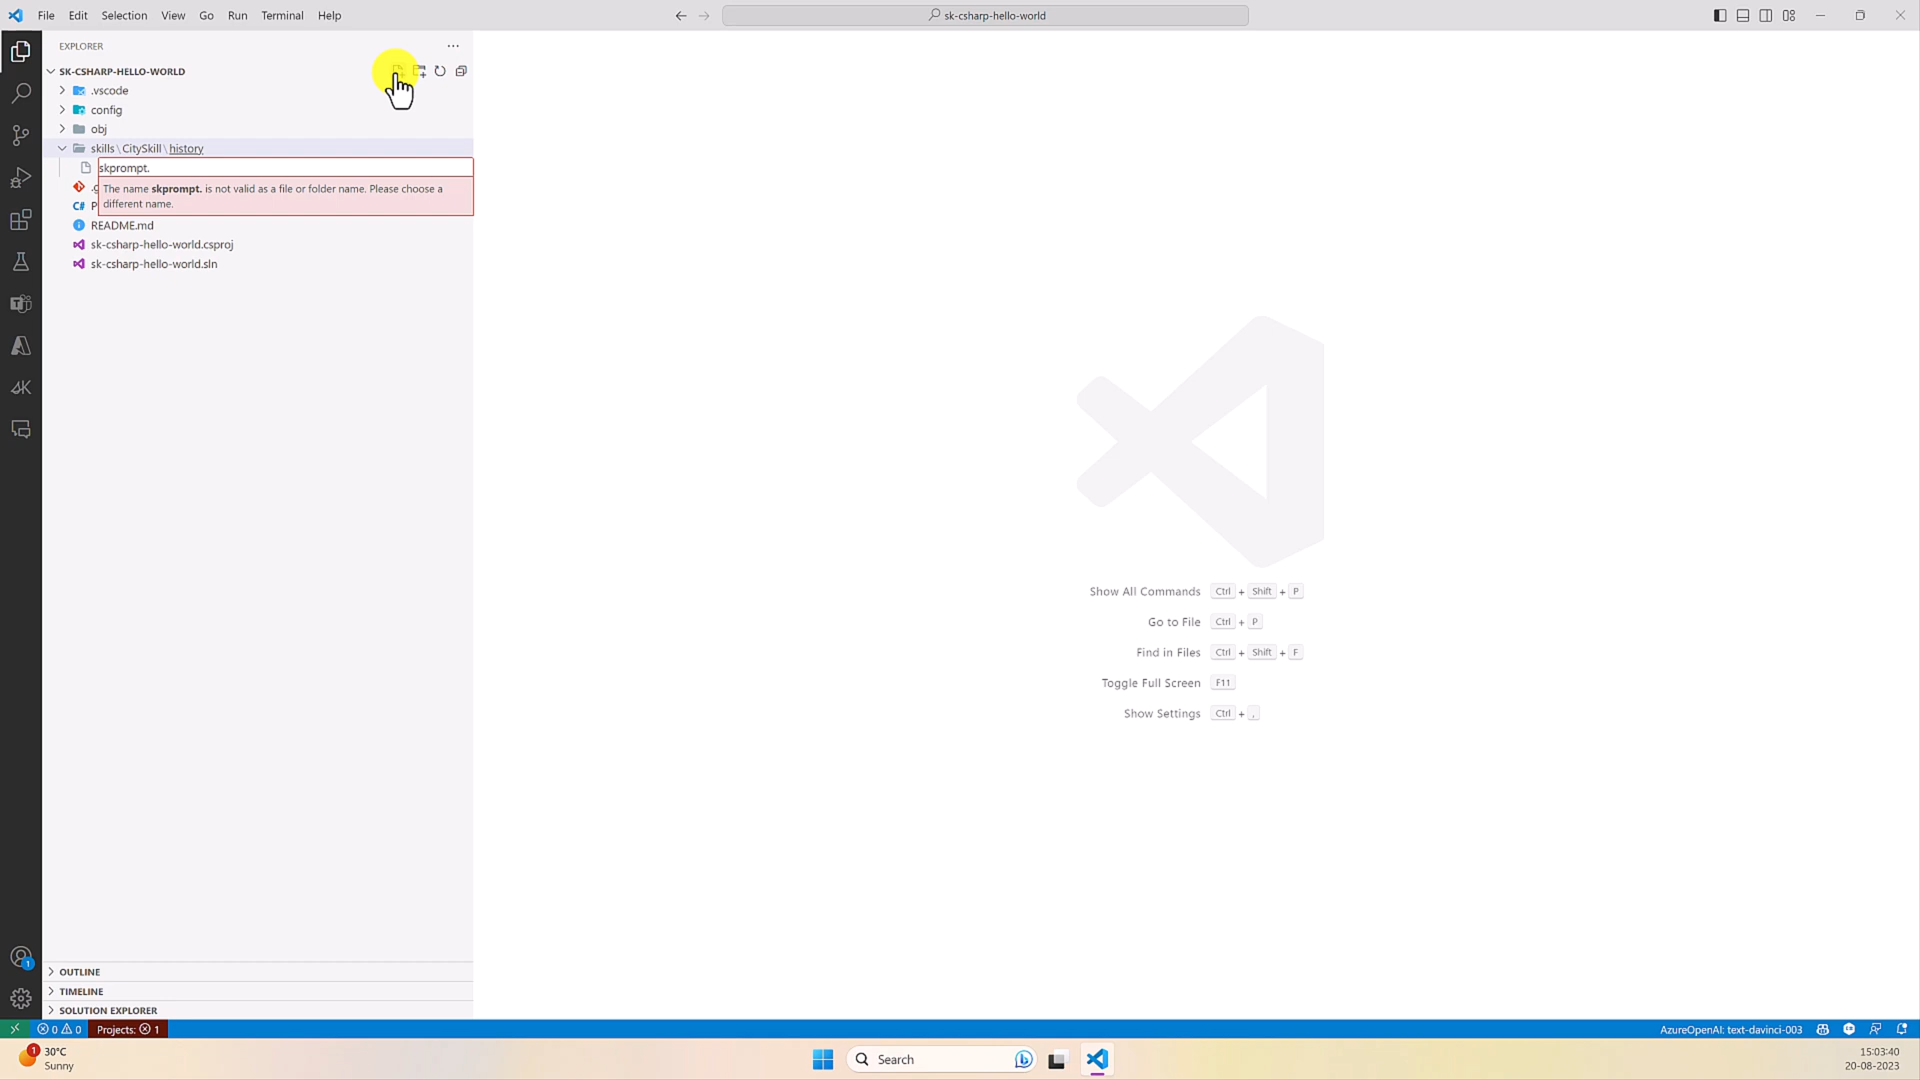 File Edit Selection View Go Run Terminal Help
sk-csharp-hello-world
EXPLORER
SK-CSHARP-HELLO-WORLD
.vscode
config
obj
skills\CitySkill\history
skprompt.
The name skprompt. is not valid as a file or folder name. Please choose a
different name.
C# P
README.md
sk-csharp-hello-world.csproj
sk-csharp-hello-world.sln
Show All Commands Ctrl + Shift + P
Go to File Ctrl + P
Find in Files Ctrl + Shift + F
Toggle Full Screen F11
Show Settings Ctrl + ,
OUTLINE
TIMELINE
SOLUTION EXPLORER
1
0 0 Projects: 1
AzureOpenAI: text-davinci-003
1
30°C
Sunny
Search
15:03:40
20-08-2023